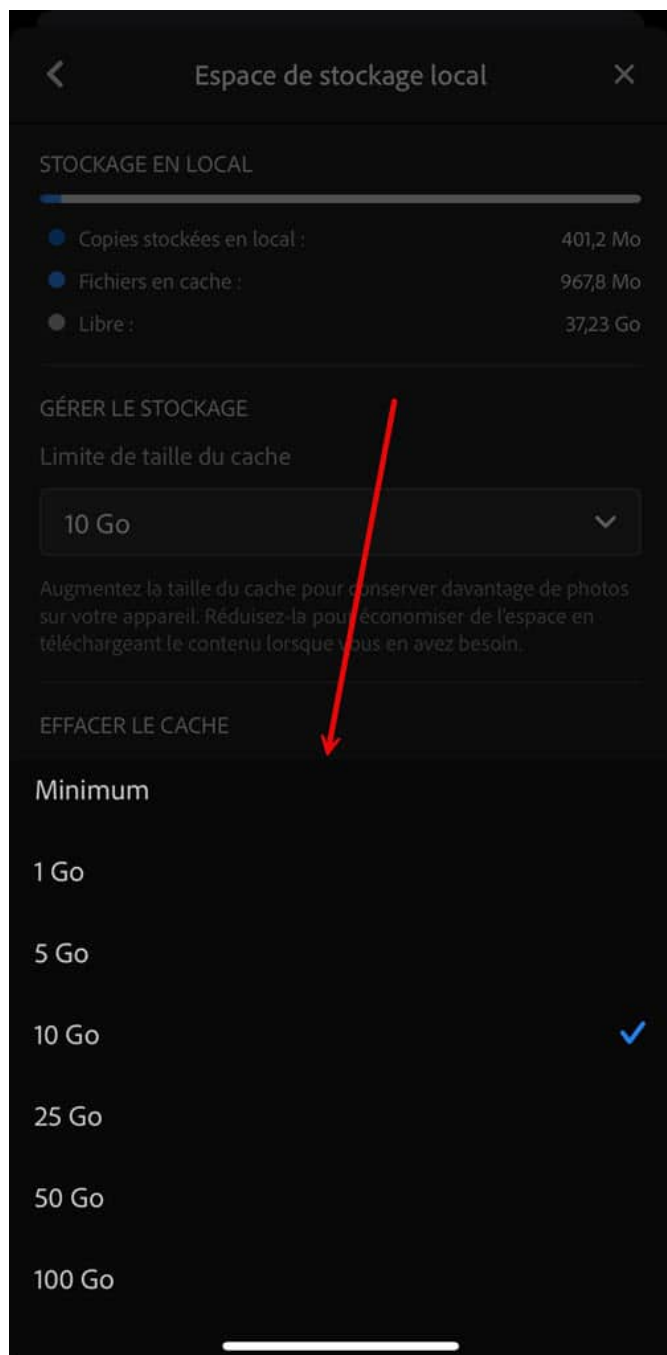 Espace de stockage local
STOCKAGE EN LOCAL
Copies stockées en local : 401,2 Mo
Fichiers en cache : 967,8 Mo
Libre : 37,23 Go
GÉRER LE STOCKAGE
Limite de taille du cache
10 Go
Augmentez la taille du cache pour conserver davantage de photos
sur votre appareil. Réduisez-la pour économiser de l'espace en
téléchargeant le contenu lorsque vous en avez besoin.
EFFACER LE CACHE
Minimum
1 Go
5 Go
10 Go
25 Go
50 Go
100 Go